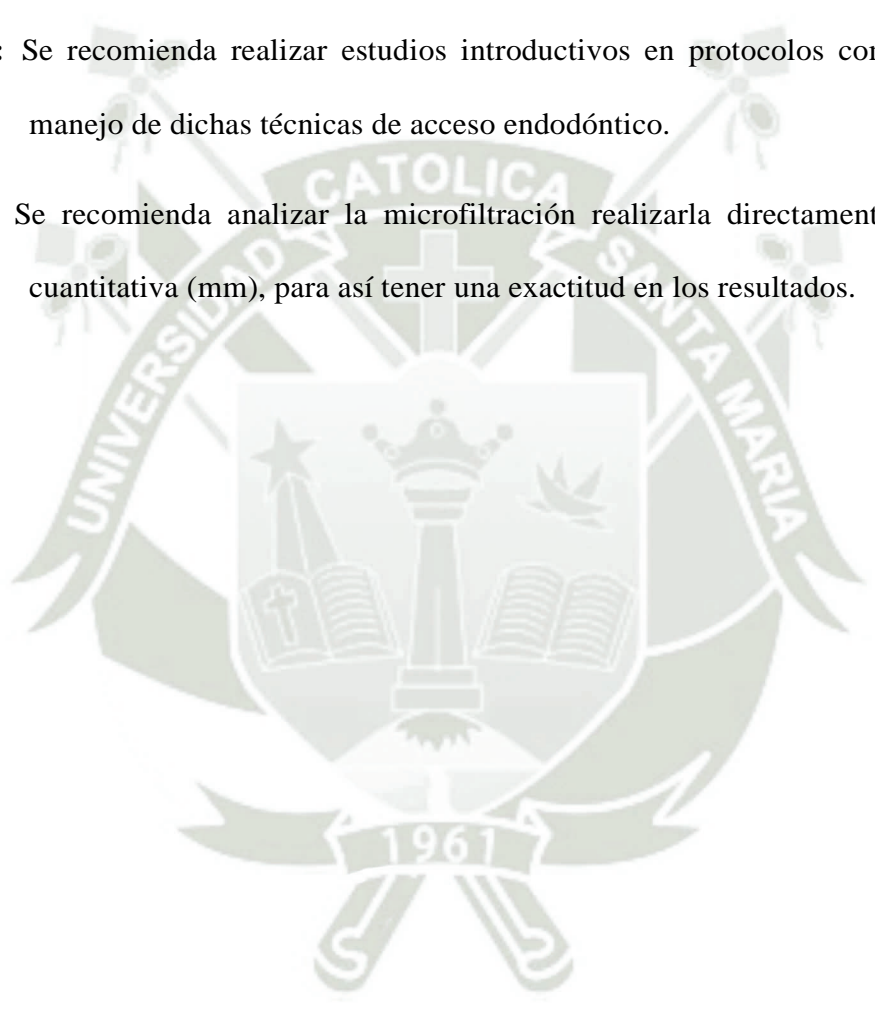 : Se recomienda realizar estudios introductivos en protocolos con
manejo de dichas técnicas de acceso endodóntico.
Se recomienda analizar la microfiltración realizarla
cuantitativa (mm), para así tener una exactitud en los resultados.
UNIVERSIDAD CATOLICA SANTA MARIA
1961